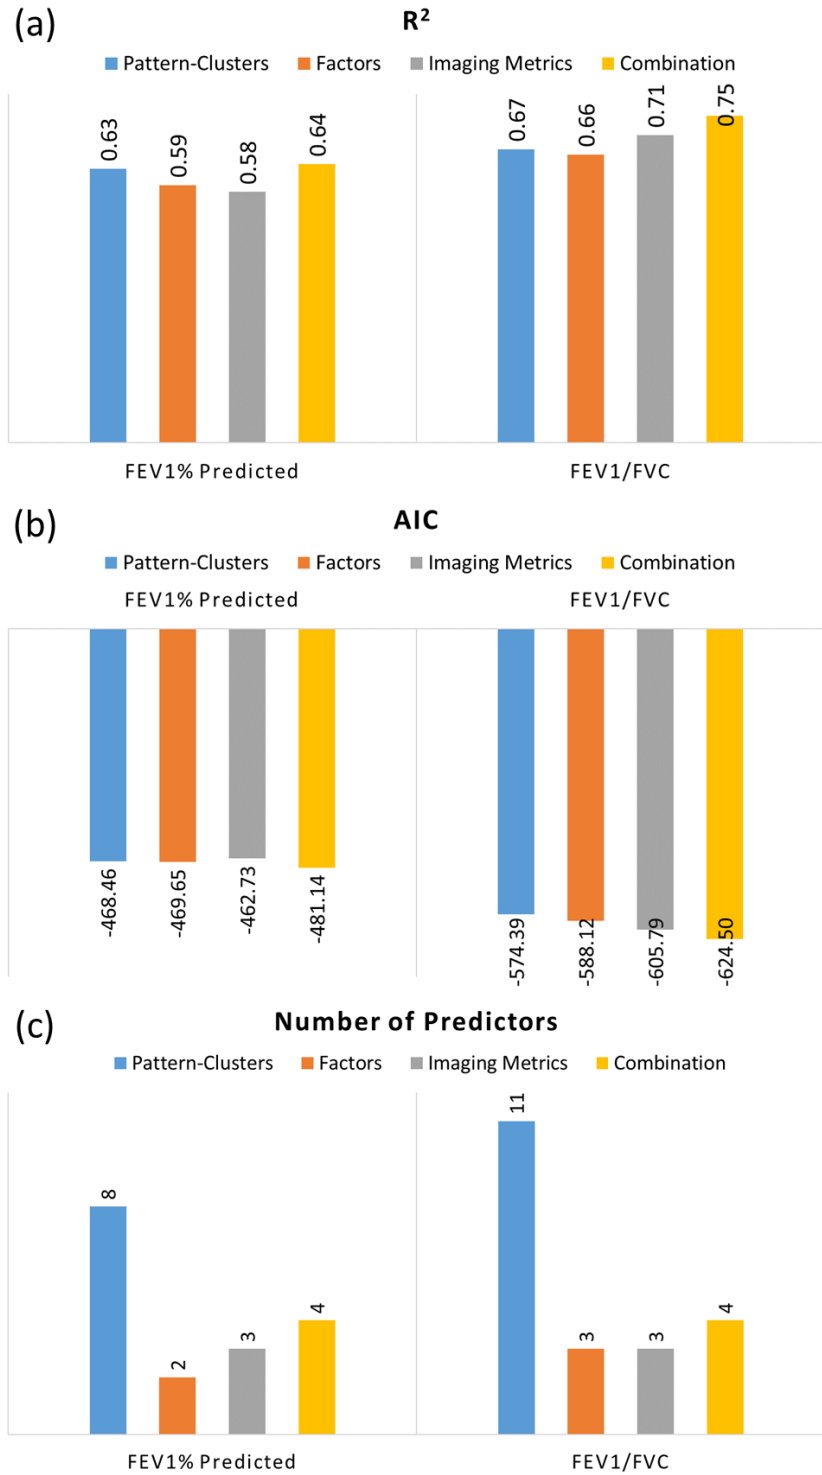 (a)
R²
Pattern-Clusters Factors Imaging Metrics Combination
0.63 0.59 0.58 0.64 0.67 0.66 0.71 0.75
FEV1% Predicted FEV1/FVC
(b)
AIC
Pattern-Clusters Factors Imaging Metrics Combination
FEV1% Predicted FEV1/FVC
-468.46 -469.65 -462.73 -481.14 -574.39 -588.12 -605.79 -624.50
(c)
Number of Predictors
Pattern-Clusters Factors Imaging Metrics Combination
8 2 3 4 11 3 3 4
FEV1% Predicted FEV1/FVC